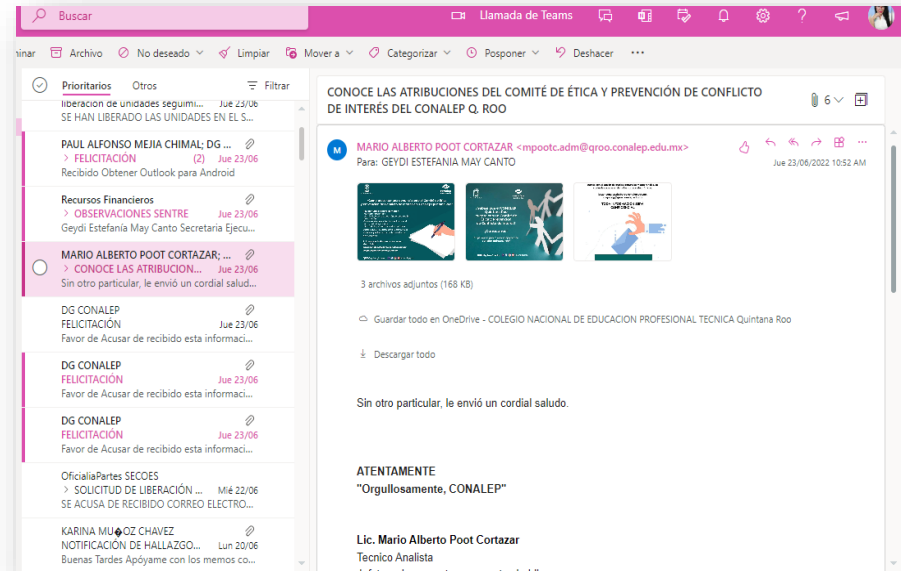 Buscar
Llamada de Teams
ninar Archivo No deseado Limpiar Mover a Categorizar Posponer Deshacer ...
Prioritarios Otros Filtrar
liberación de unidades seguimi... Jue 23/06
SE HAN LIBERADO LAS UNIDADES EN EL S...
PAUL ALFONSO MEJIA CHIMAL; DG ...
> FELICITACIÓN (2) Jue 23/06
Recibido Obtener Outlook para Android
Recursos Financieros
> OBSERVACIONES SENTRE Jue 23/06
Geydi Estefanía May Canto Secretaria Ejecu...
MARIO ALBERTO POOT CORTAZAR; ...
> CONOCE LAS ATRIBUCION... Jue 23/06
Sin otro particular, le envió un cordial salud...
DG CONALEP
FELICITACIÓN Jue 23/06
Favor de Acusar de recibido esta informaci...
DG CONALEP
FELICITACIÓN Jue 23/06
Favor de Acusar de recibido esta informaci...
DG CONALEP
FELICITACIÓN Jue 23/06
Favor de Acusar de recibido esta informaci...
OficialiaPartes SECOES
> SOLICITUD DE LIBERACIÓN ... Mié 22/06
SE ACUSA DE RECIBIDO CORREO ELECTRO...
KARINA MU�OZ CHAVEZ
NOTIFICACIÓN DE HALLAZGO... Lun 20/06
Buenas Tardes Apóyame con los memos co...
CONOCE LAS ATRIBUCIONES DEL COMITÉ DE ÉTICA Y PREVENCIÓN DE CONFLICTO
DE INTERÉS DEL CONALEP Q. ROO
6
M
MARIO ALBERTO POOT CORTAZAR <mpootc.adm@qroo.conalep.edu.mx>
Para: GEYDI ESTEFANIA MAY CANTO
Jue 23/06/2022 10:52 AM
3 archivos adjuntos (168 KB)
Guardar todo en OneDrive - COLEGIO NACIONAL DE EDUCACION PROFESIONAL TECNICA Quintana Roo
Descargar todo
Sin otro particular, le envió un cordial saludo.
ATENTAMENTE
"Orgullosamente, CONALEP"
Lic. Mario Alberto Poot Cortazar
Tecnico Analista